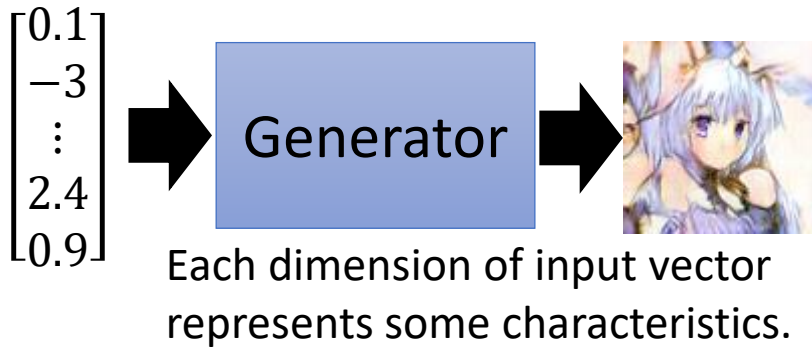 0.1
−3
⋮
2.4
0.9
Generator
Each dimension of input vector
represents some characteristics.